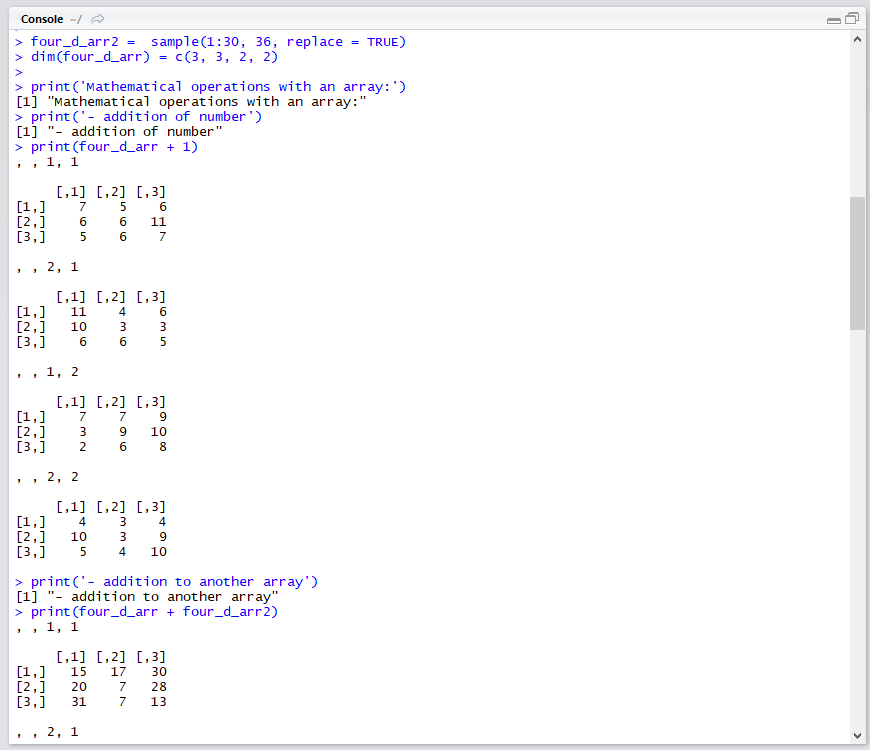 Console ~/
> four_d_arr2 =  sample(1:30, 36, replace = TRUE)
> dim(four_d_arr) = c(3, 3, 2, 2)
>
> print('Mathematical operations with an array:')
[1] "Mathematical operations with an array:"
> print('- addition of number')
[1] "- addition of number"
> print(four_d_arr + 1)
, , 1, 1
     [,1] [,2] [,3]
[1,]    7    5    6
[2,]    6    6   11
[3,]    5    6    7
, , 2, 1
     [,1] [,2] [,3]
[1,]   11    4    6
[2,]   10    3    3
[3,]    6    6    5
, , 1, 2
     [,1] [,2] [,3]
[1,]    7    7    9
[2,]    3    9   10
[3,]    2    6    8
, , 2, 2
     [,1] [,2] [,3]
[1,]    4    3    4
[2,]   10    3    9
[3,]    5    4   10
> print('- addition to another array')
[1] "- addition to another array"
> print(four_d_arr + four_d_arr2)
, , 1, 1
     [,1] [,2] [,3]
[1,]   15   17   30
[2,]   20    7   28
[3,]   31    7   13
, , 2, 1